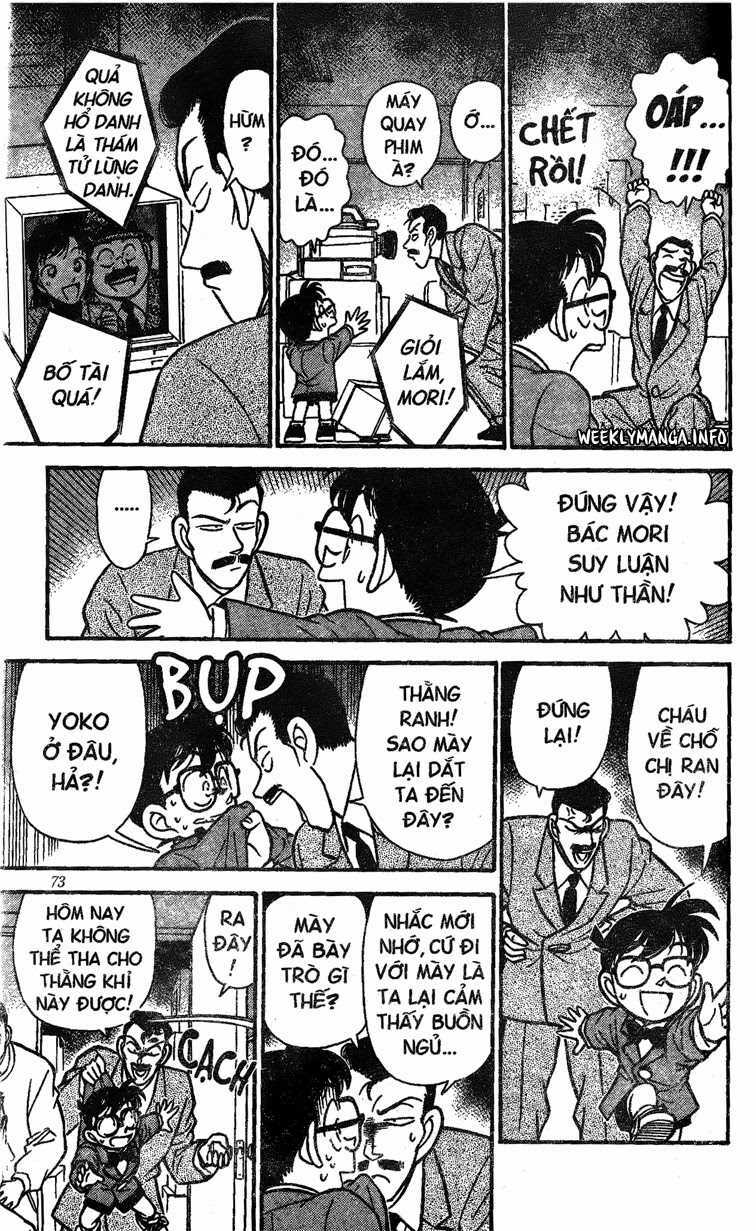 OÁP...
!!!
CHẾT
RỒI!
WEEKLYMANGA.INFO
Ớ...
MÁY
QUAY
PHIM
À?
ĐÓ...
ĐÓ
LÀ...
GIỎI
LẮM,
MORI!
HỪM
?
QUẢ
KHÔNG
HỔ DANH
LÀ THÁM
TỬ LỪNG
DANH.
BỐ TÀI
QUÁ!
ĐÚNG VẬY!
BÁC MORI
SUY LUẬN
NHƯ THẦN!
.....
CHÁU
VỀ CHỖ
CHỊ RAN
ĐÂY!
ĐỨNG
LẠI!
THẰNG
RANH!
SAO MÀY
LẠI DẮT
TA ĐẾN
ĐÂY?
BỤP
YOKO
Ở ĐÂU,
HẢ?!
73
NHẮC MỚI
NHỚ, CỨ ĐI
VỚI MÀY LÀ
TA LẠI CẢM
THẤY BUỒN
NGỦ...
MÀY
ĐÃ BÀY
TRÒ GÌ
THẾ?
RA
ĐÂY
!
HÔM NAY
TA KHÔNG
THỂ THA CHO
THẰNG KHỈ
NÀY ĐƯỢC!
CẠCH